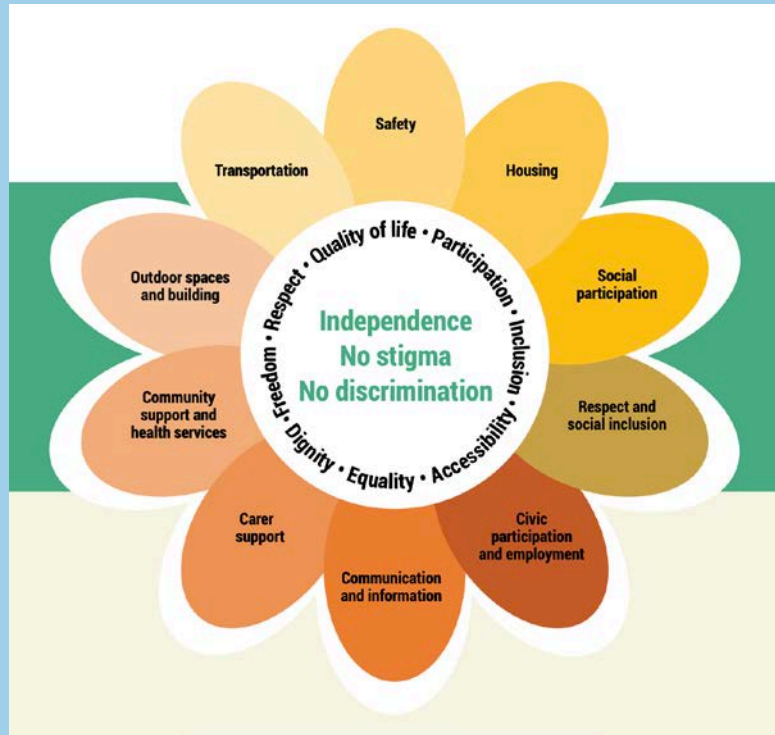 Safety
Housing
Social
participation
Respect and
social inclusion
Civic
participation
and employment
Communication
and information
Carer
support
Community
support and
health services
Outdoor spaces
and building
Transportation
Freedom • Respect • Quality of life • Participation • Inclusion • Accessibility • Equality • Dignity •
Independence
No stigma
No discrimination